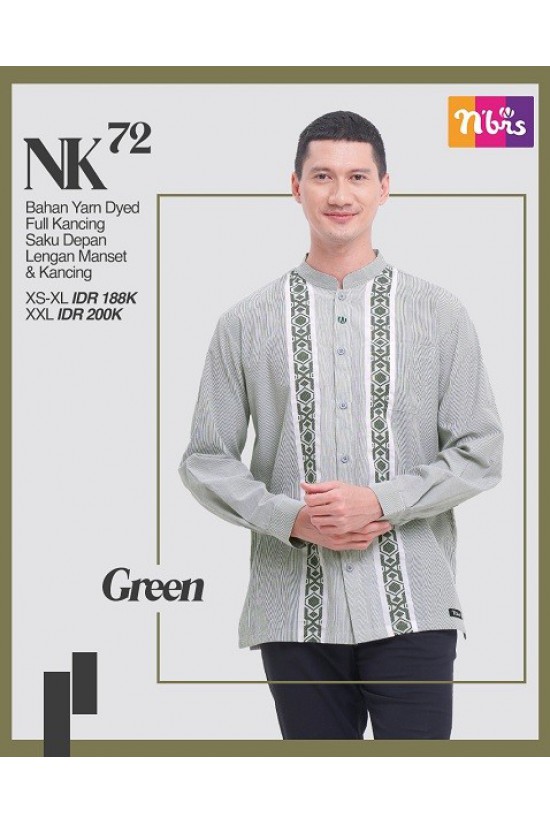 NK72
n'brs
Bahan Yarn Dyed
Full Kancing
Saku Depan
Lengan Manset
& Kancing
XS-XL IDR 188K
XXL IDR 200K
Green